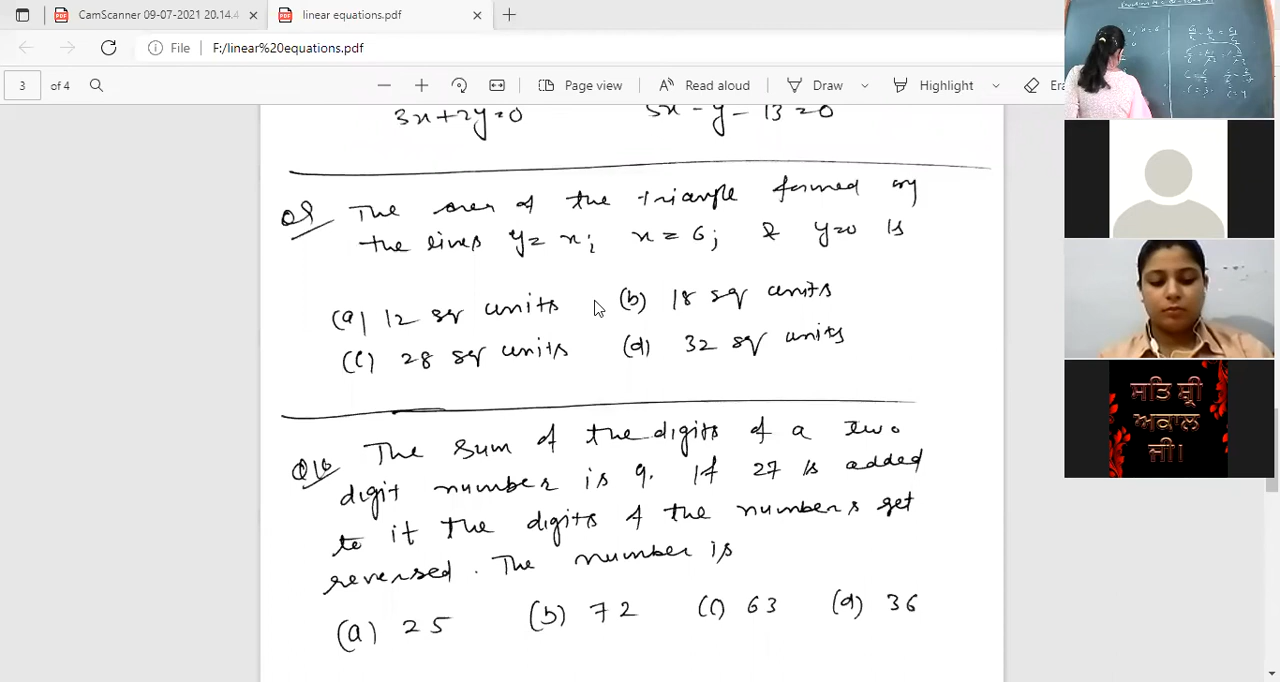 CamScanner 09-07-2021 20.14.4
linear equations.pdf
File F:/linear%20equations.pdf
3 of 4
Page view
Read aloud
Draw
Highlight
Era
3x+2y=0 5x - y - 13 = 0
Q9 The area of the triangle formed by
the lines y= x; x = 6; & y=0 is
(a) 12 sq units (b) 18 sq units
(c) 28 sq units (d) 32 sq units
Q10 The sum of the digits of a two
digit number is 9. If 27 is added
to it the digits of the numbers get
reversed. The number is
(a) 25 (b) 72 (c) 63 (d) 36
ਸਤਿ ਸ਼੍ਰੀ
ਅਕਾਲ
ਜੀ।